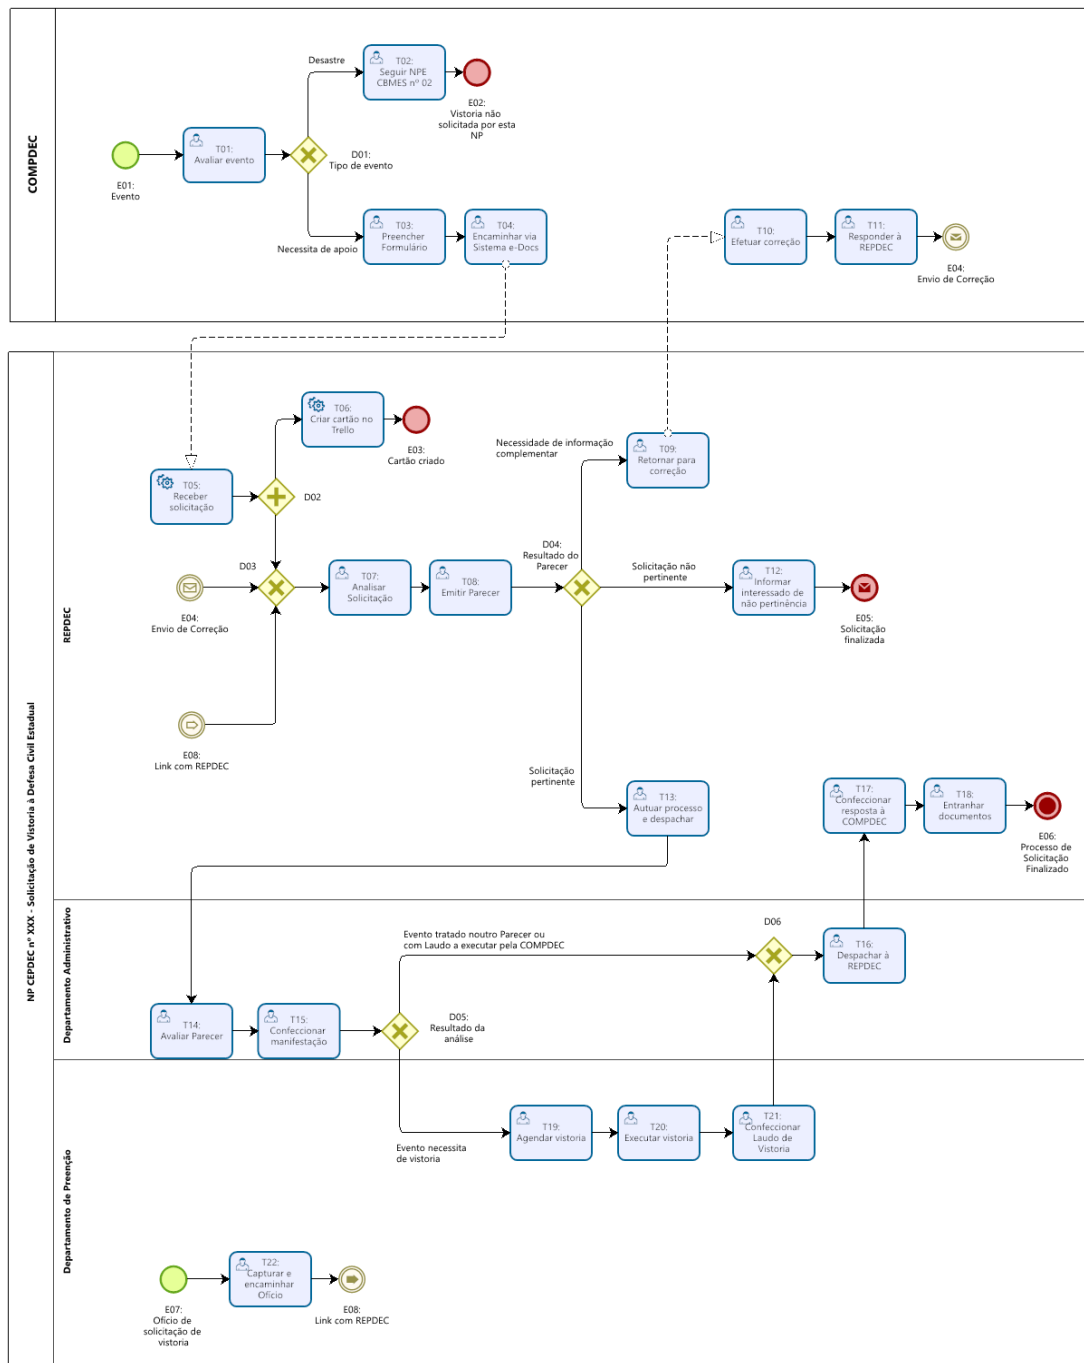 COMPDEC
Desastre
T02:
Seguir NPE
CBMES nº 02
E02:
Vistoria não
solicitada por esta
NP
E01:
Evento
T01:
Avaliar evento
D01:
Tipo de evento
Necessita de apoio
T03:
Preencher
Formulário
T04:
Encaminhar via
Sistema e-Docs
T10:
Efetuar correção
T11:
Responder à
REPDEC
E04:
Envio de Correção
NP CEPDEC nº XXX - Solicitação de Vistoria à Defesa Civil Estadual
REPDEC
T06:
Criar cartão no
Trello
E03:
Cartão criado
T05:
Receber
solicitação
D02
Necessidade de informação
complementar
T09:
Retornar para
correção
D03
E04:
Envio de Correção
T07:
Analisar
Solicitação
T08:
Emitir Parecer
D04:
Resultado do
Parecer
Solicitação não
pertinente
T12:
Informar
interessado de
não pertinência
E05:
Solicitação
finalizada
E08:
Link com REPDEC
Solicitação
pertinente
T13:
Autuar processo
e despachar
T17:
Confeccionar
resposta à
COMPDEC
T18:
Entranhar
documentos
E06:
Processo de
Solicitação
Finalizado
Departamento Administrativo
Evento tratado noutro Parecer ou
com Laudo a executar pela COMPDEC
D06
T16:
Despachar à
REPDEC
T14:
Avaliar Parecer
T15:
Confeccionar
manifestação
D05:
Resultado da
análise
Departamento de Preenção
Evento necessita
de vistoria
T19:
Agendar vistoria
T20:
Executar vistoria
T21:
Confeccionar
Laudo de
Vistoria
E07:
Ofício de
solicitação de
vistoria
T22:
Capturar e
encaminhar
Ofício
E08:
Link com REPDEC